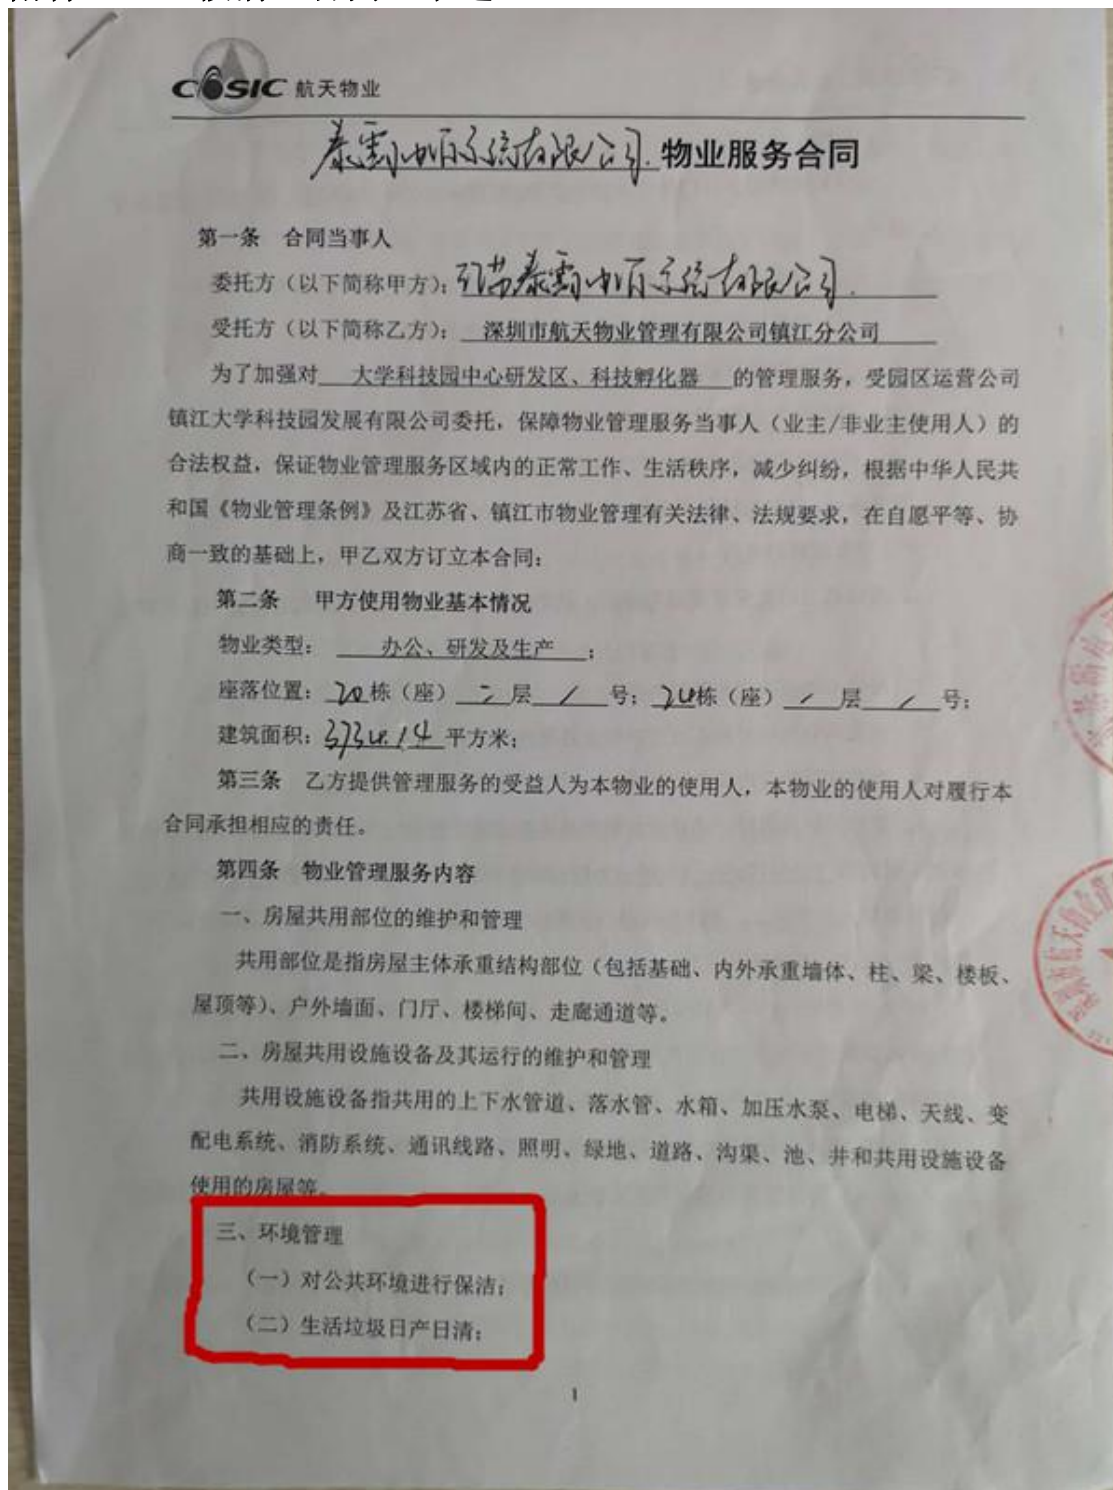 COSIC 航天物业
物业服务合同
第一条 合同当事人
委托方（以下简称甲方）：江苏泰雷帕顶系统有限公司.
受托方（以下简称乙方）： 深圳市航天物业管理有限公司镇江分公司
为了加强对 大学科技园中心研发区、科技孵化器 的管理服务，受园区运营公司
镇江大学科技园发展有限公司委托，保障物业管理服务当事人（业主/非业主使用人）的
合法权益，保证物业管理服务区域内的正常工作、生活秩序，减少纠纷，根据中华人民共
和国《物业管理条例》及江苏省、镇江市物业管理有关法律、法规要求，在自愿平等、协
商一致的基础上，甲乙双方订立本合同：
第二条 甲方使用物业基本情况
物业类型： 办公、研发及生产 ；
座落位置：20栋（座）二层 / 号；24栋（座） / 层 / 号；
建筑面积：3734.14平方米；
第三条 乙方提供管理服务的受益人为本物业的使用人，本物业的使用人对履行本
合同承担相应的责任。
第四条 物业管理服务内容
一、房屋共用部位的维护和管理
共用部位是指房屋主体承重结构部位（包括基础、内外承重墙体、柱、梁、楼板、
屋顶等）、户外墙面、门厅、楼梯间、走廊通道等。
二、房屋共用设施设备及其运行的维护和管理
共用设施设备指共用的上下水管道、落水管、水箱、加压水泵、电梯、天线、变
配电系统、消防系统、通讯线路、照明、绿地、道路、沟渠、池、井和共用设施设备
使用的房屋等。
三、环境管理
（一）对公共环境进行保洁；
（二）生活垃圾日产日清；
1